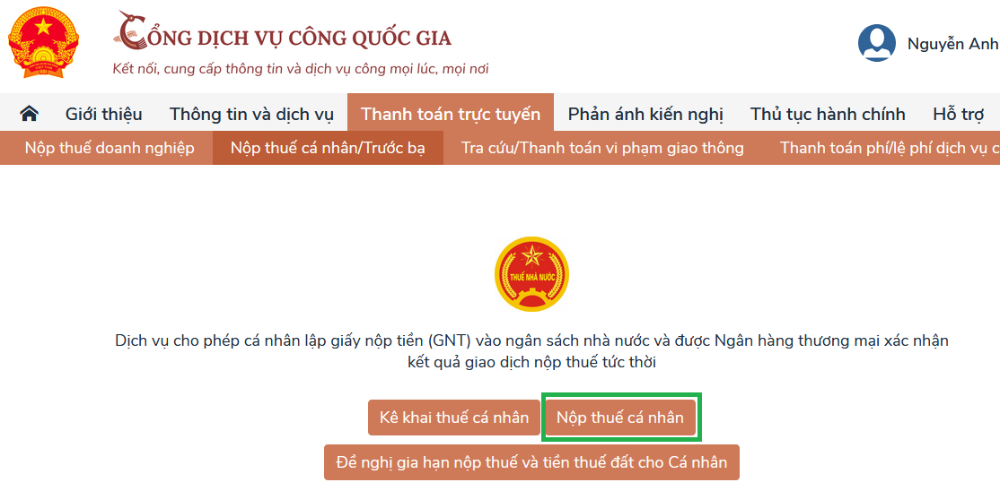 CỔNG DỊCH VỤ CÔNG QUỐC GIA
Kết nối, cung cấp thông tin và dịch vụ công mọi lúc, mọi nơi
Nguyễn Anh
Giới thiệu Thông tin và dịch vụ Thanh toán trực tuyến Phản ánh kiến nghị Thủ tục hành chính Hỗ trợ
Nộp thuế doanh nghiệp Nộp thuế cá nhân/Trước bạ Tra cứu/Thanh toán vi phạm giao thông Thanh toán phí/lệ phí dịch vụ c
THUẾ NHÀ NƯỚC
Dịch vụ cho phép cá nhân lập giấy nộp tiền (GNT) vào ngân sách nhà nước và được Ngân hàng thương mại xác nhận
kết quả giao dịch nộp thuế tức thời
Kê khai thuế cá nhân Nộp thuế cá nhân
Đề nghị gia hạn nộp thuế và tiền thuế đất cho Cá nhân